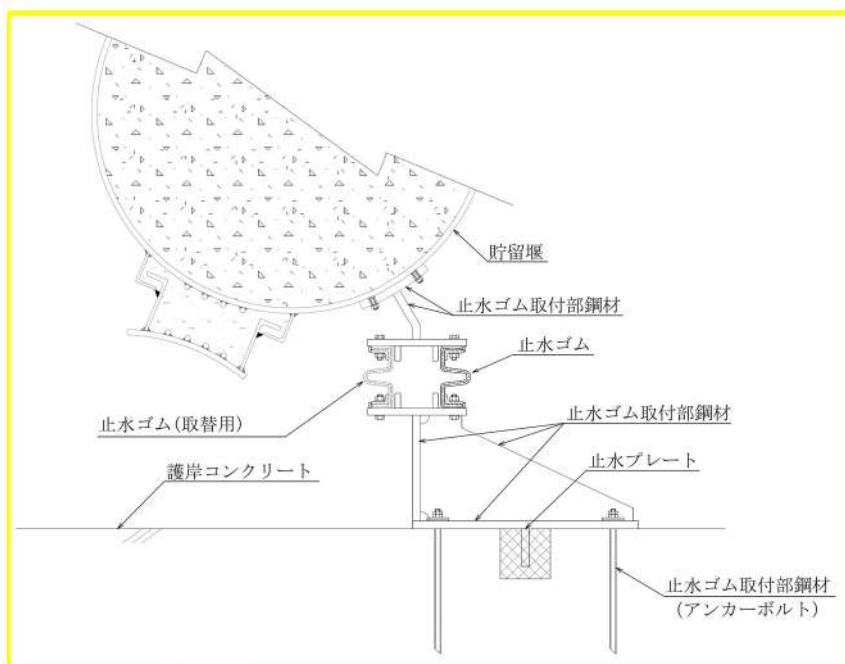 貯留堰
止水ゴム取付部鋼材
止水ゴム
止水ゴム(取替用)
止水ゴム取付部鋼材
護岸コンクリート
止水プレート
止水ゴム取付部鋼材
(アンカーボルト)